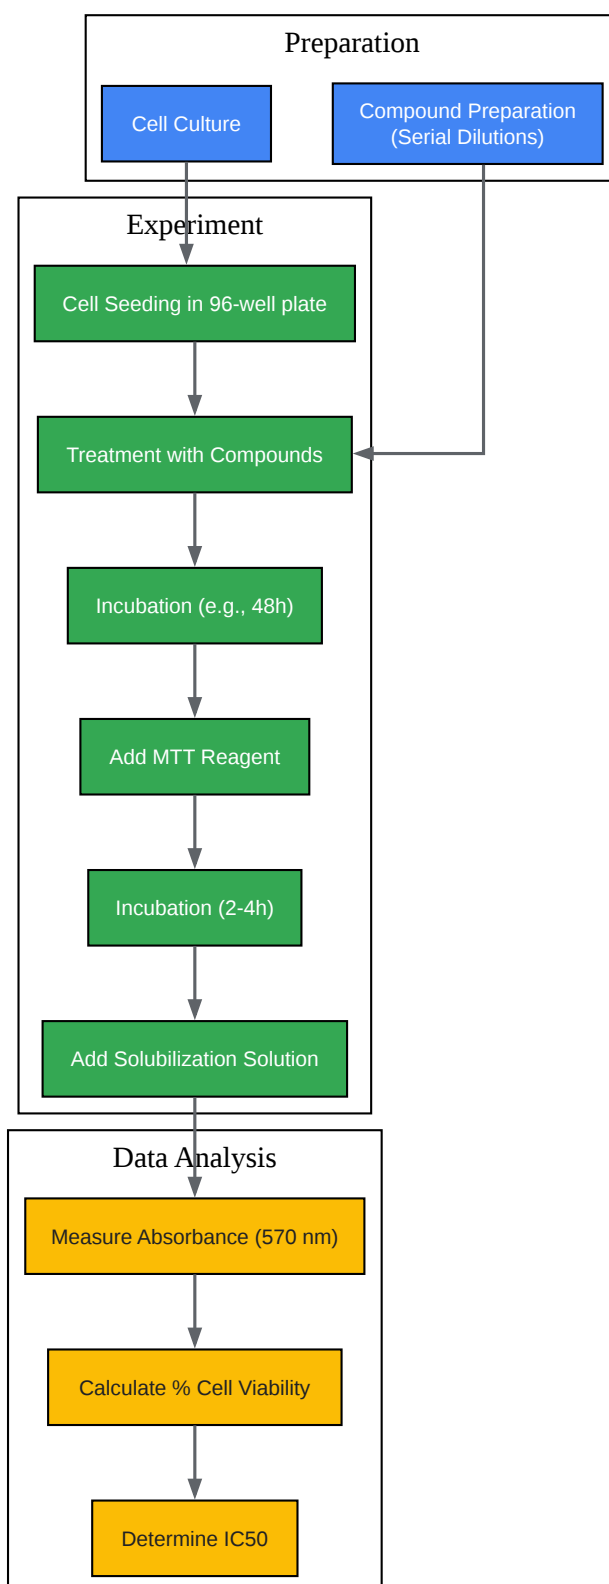 Preparation
Cell Culture
Compound Preparation
(Serial Dilutions)
Experiment
Cell Seeding in 96-well plate
Treatment with Compounds
Incubation (e.g., 48h)
Add MTT Reagent
Incubation (2-4h)
Add Solubilization Solution
Data Analysis
Measure Absorbance (570 nm)
Calculate % Cell Viability
Determine IC50